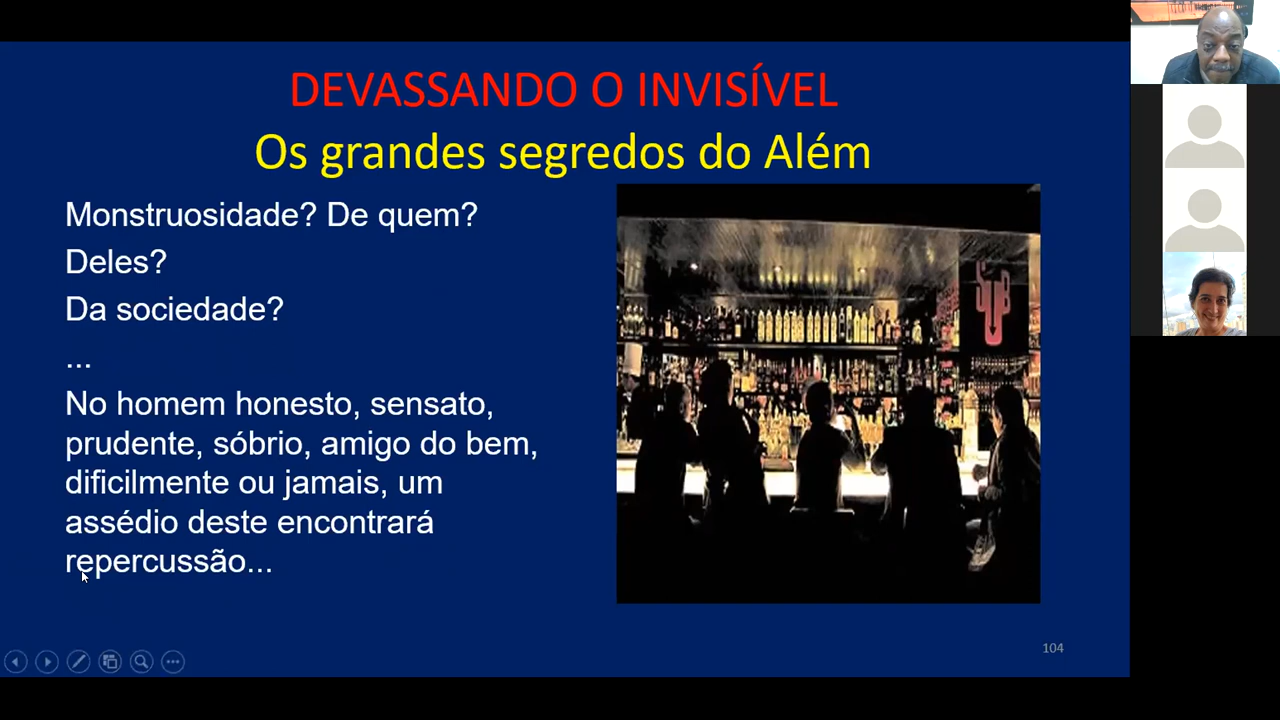 DEVASSANDO O INVISÍVEL
Os grandes segredos do Além
Monstruosidade? De quem?
Deles?
Da sociedade?
...
No homem honesto, sensato,
prudente, sóbrio, amigo do bem,
dificilmente ou jamais, um
assédio deste encontrará
repercussão...
104